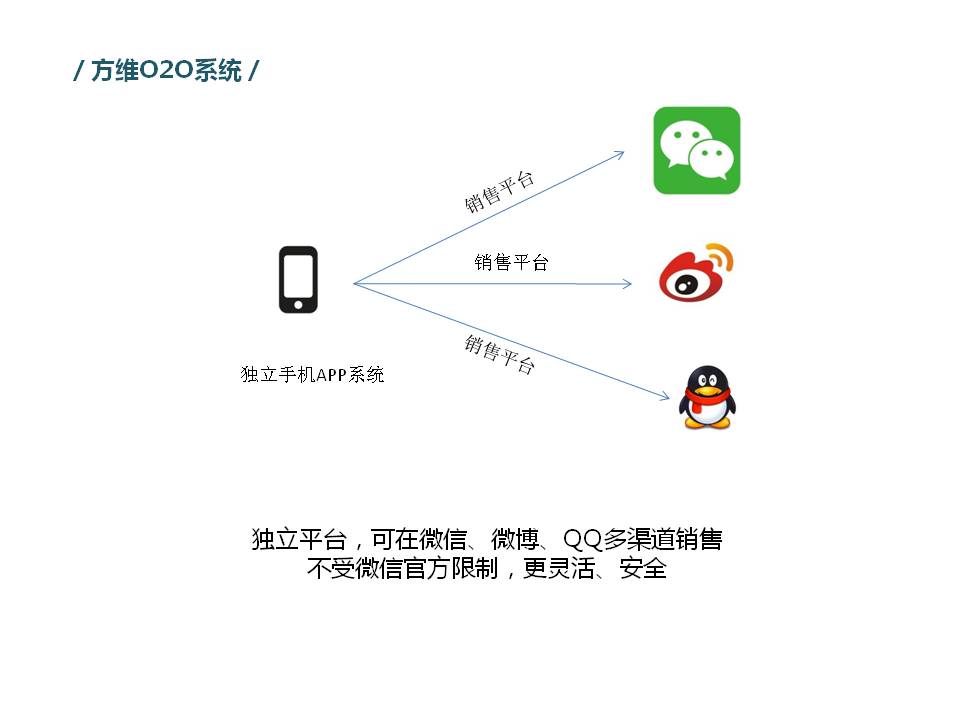 / 方维O2O系统 /
销售平台
销售平台
销售平台
独立手机APP系统
独立平台，可在微信、微博、QQ多渠道销售
不受微信官方限制，更灵活、安全